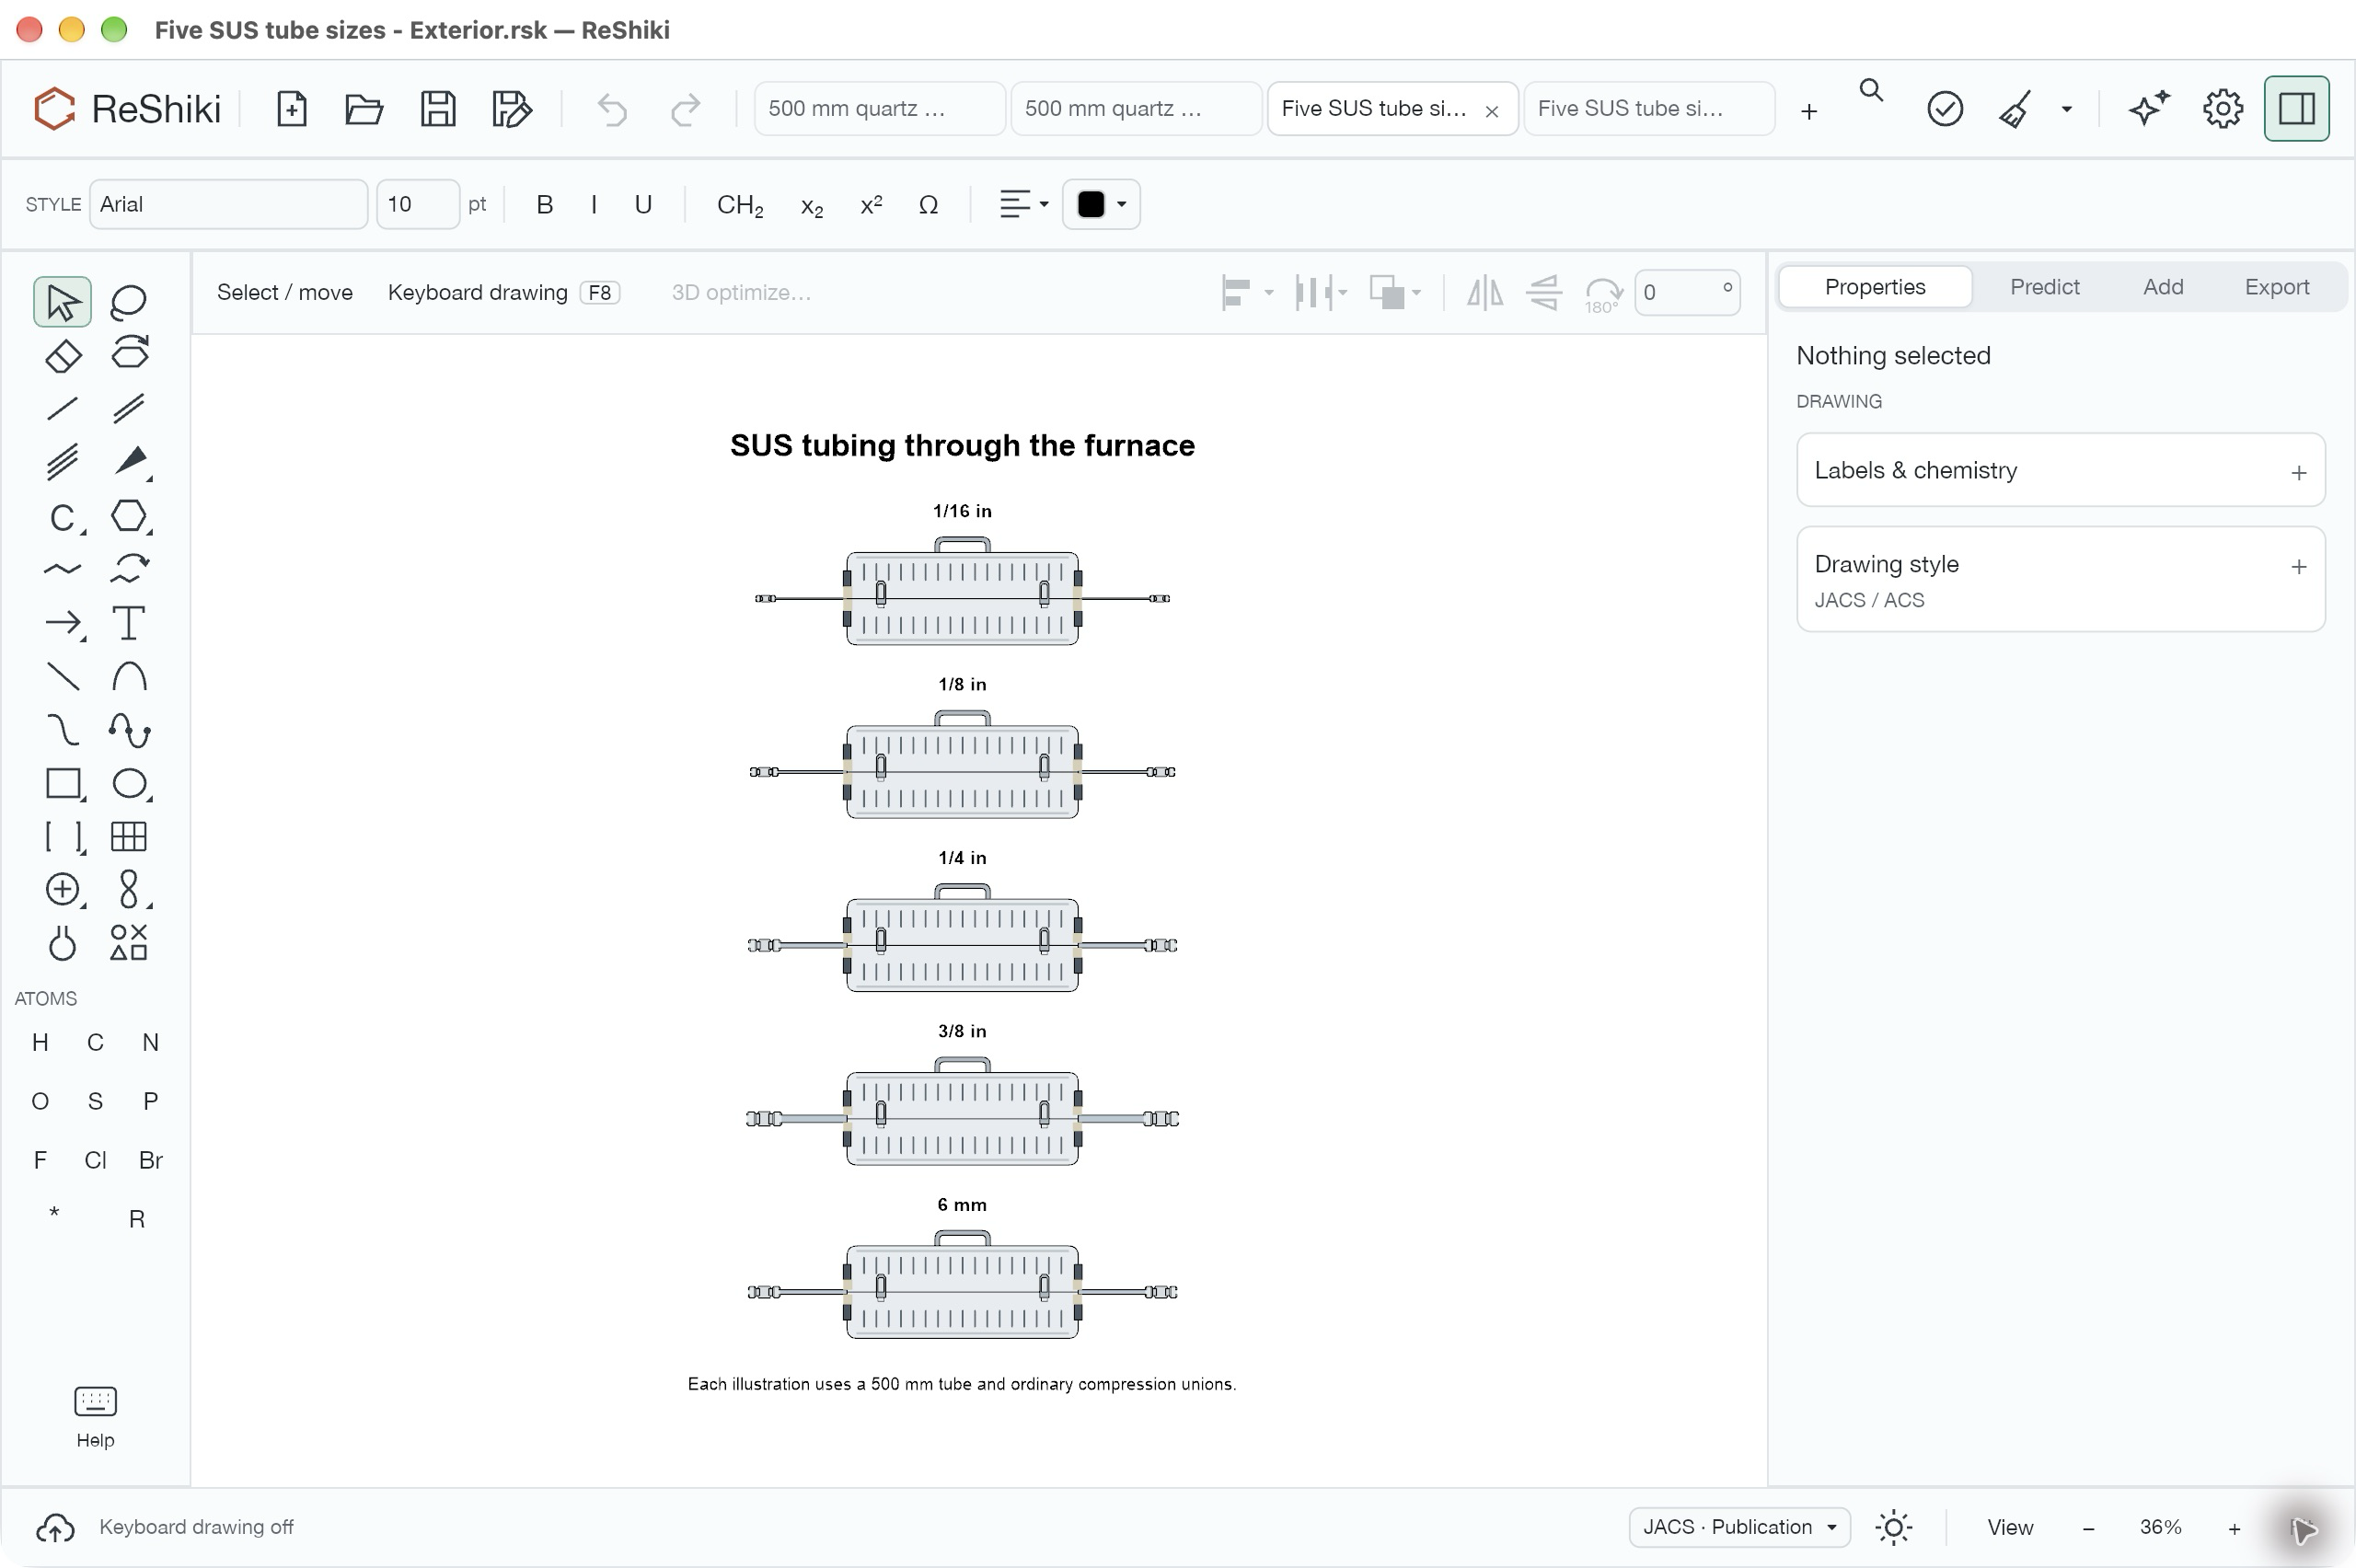 Five SUS tube sizes - Exterior.rsk — ReShiki
ReShiki
500 mm quartz ...
500 mm quartz ...
Five SUS tube si...
Five SUS tube si...
STYLE
Arial
10
pt
B
I
U
CH₂
x₂
x²
Ω
Select / move
Keyboard drawing
F8
3D optimize...
180°
0
°
Properties
Predict
Add
Export
Nothing selected
DRAWING
Labels & chemistry
Drawing style
JACS / ACS
SUS tubing through the furnace
1/16 in
1/8 in
1/4 in
3/8 in
6 mm
Each illustration uses a 500 mm tube and ordinary compression unions.
C
T
ATOMS
H C N
O S P
F Cl Br
* R
Help
Keyboard drawing off
JACS · Publication
View
−
36%
+